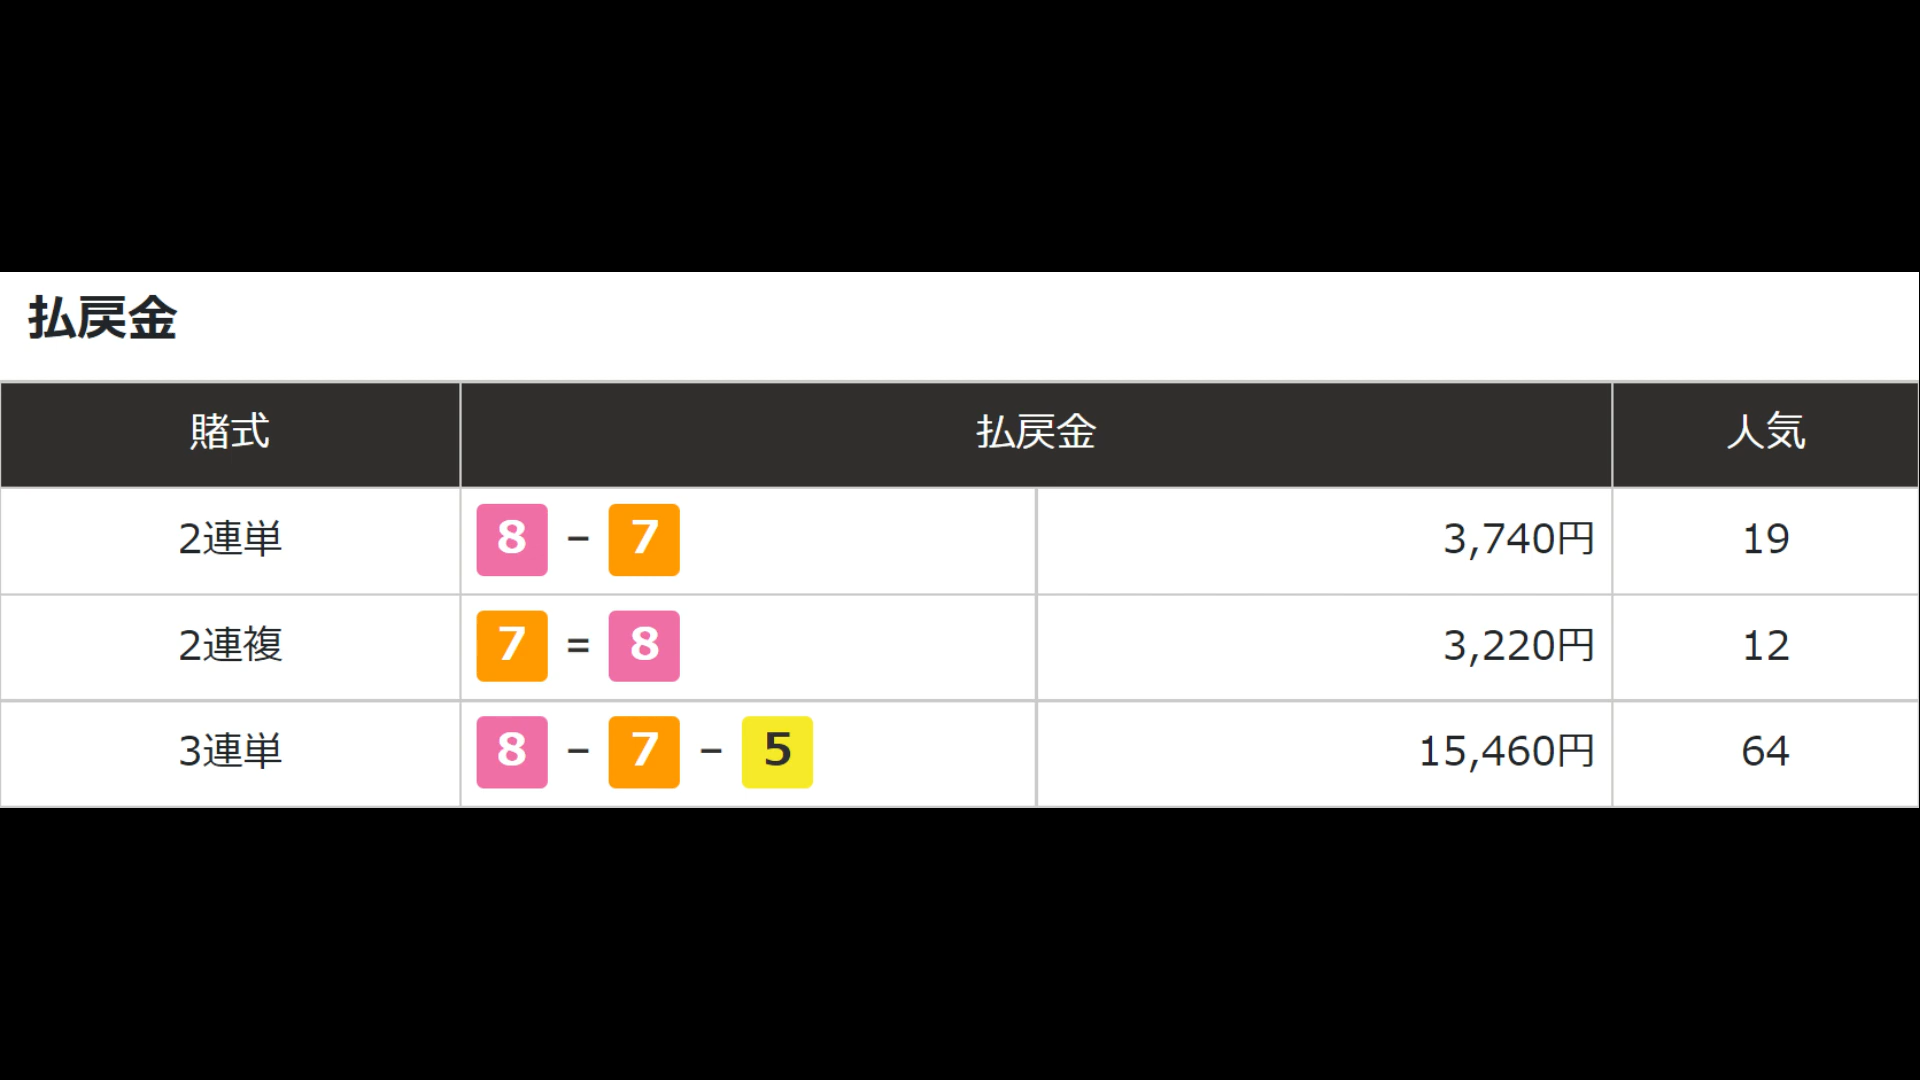 払戻金
賭式 払戻金 人気
2連単 8 - 7 3,740円 19
2連複 7 = 8 3,220円 12
3連単 8 - 7 - 5 15,460円 64